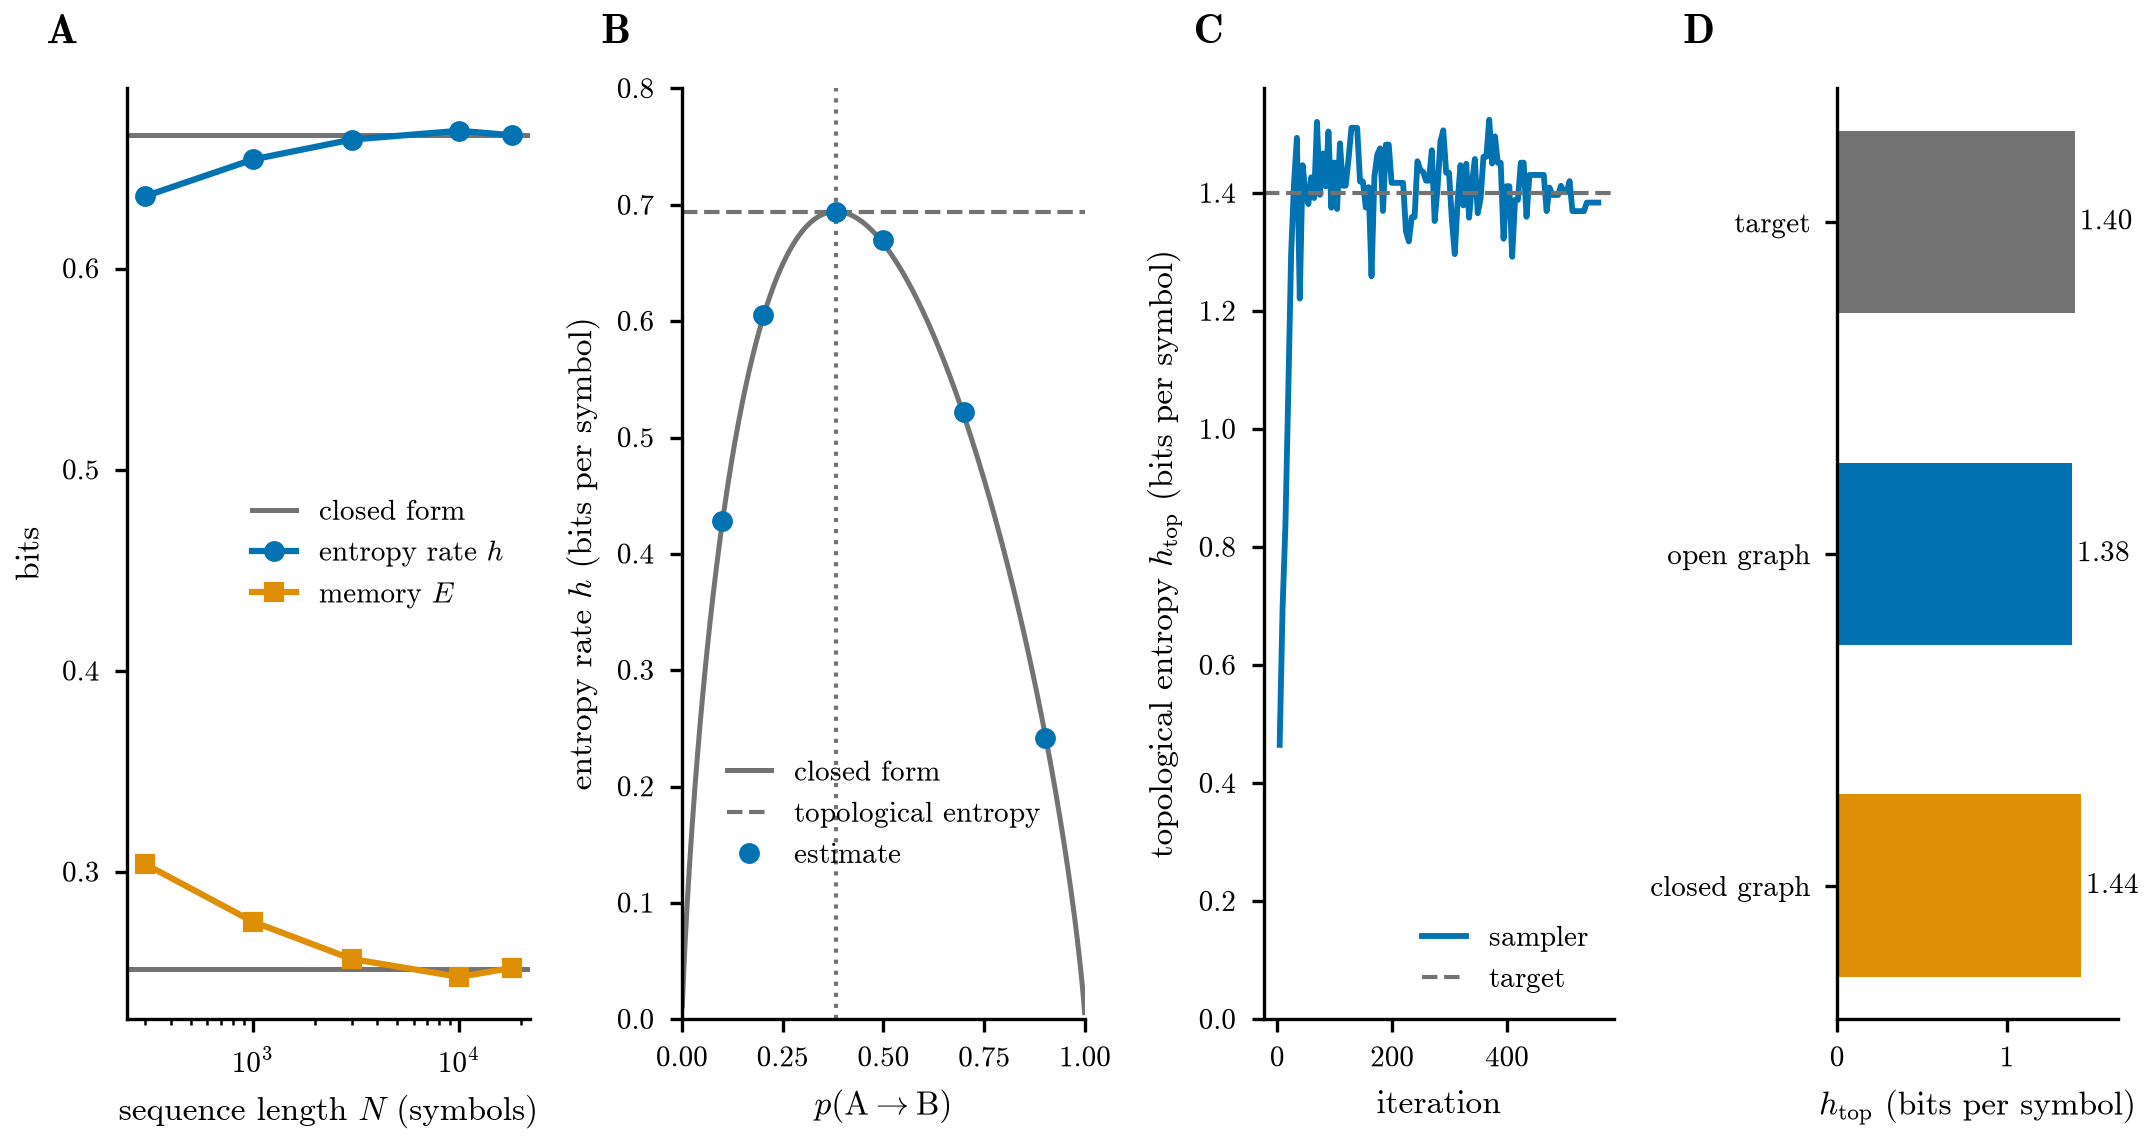 A
bits
0.6
0.5
0.4
0.3
closed form
entropy rate h
memory E
10³
10⁴
sequence length N (symbols)
B
entropy rate h (bits per symbol)
0.8
0.7
0.6
0.5
0.4
0.3
0.2
0.1
0.0
closed form
topological entropy
estimate
0.00
0.25
0.50
0.75
1.00
p(A → B)
C
topological entropy h_top (bits per symbol)
1.4
1.2
1.0
0.8
0.6
0.4
0.2
0.0
sampler
target
0
200
400
iteration
D
target
1.40
open graph
1.38
closed graph
1.44
0
1
h_top (bits per symbol)